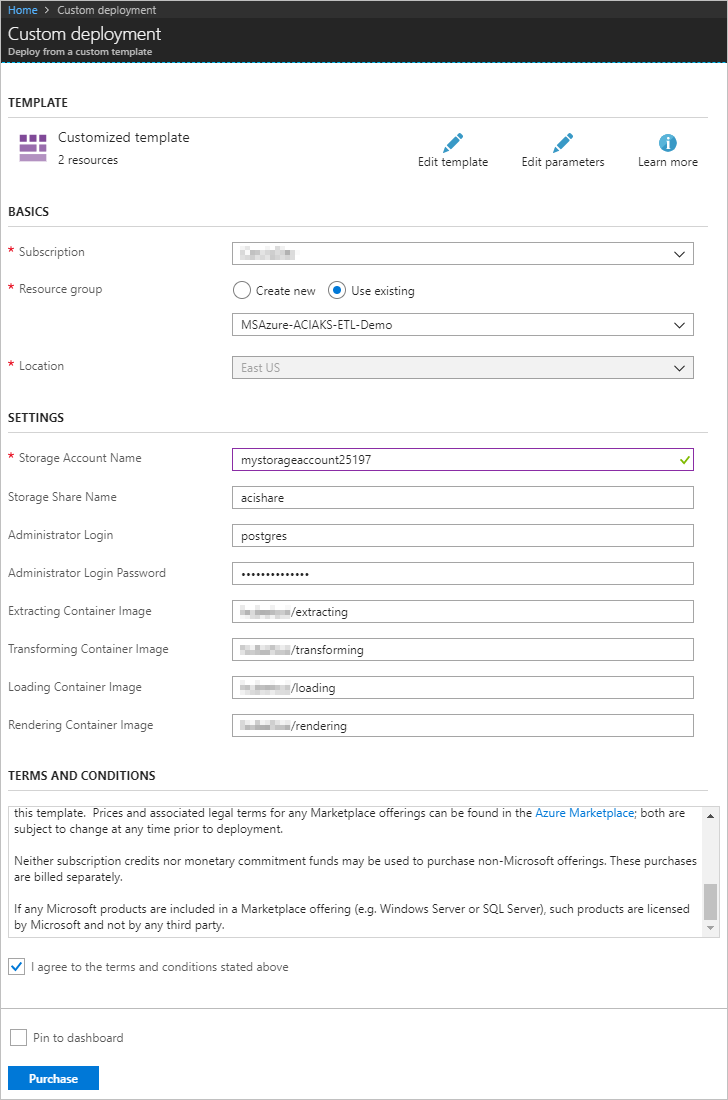 Home > Custom deployment
Custom deployment
Deploy from a custom template
TEMPLATE
Customized template
2 resources
Edit template
Edit parameters
Learn more
BASICS
* Subscription
* Resource group
Create new
Use existing
MSAzure-ACIAKS-ETL-Demo
* Location
East US
SETTINGS
* Storage Account Name
mystorageaccount25197
Storage Share Name
acishare
Administrator Login
postgres
Administrator Login Password
••••••••••••••
Extracting Container Image
/extracting
Transforming Container Image
/transforming
Loading Container Image
/loading
Rendering Container Image
/rendering
TERMS AND CONDITIONS
this template. Prices and associated legal terms for any Marketplace offerings can be found in the Azure Marketplace; both are
subject to change at any time prior to deployment.
Neither subscription credits nor monetary commitment funds may be used to purchase non-Microsoft offerings. These purchases
are billed separately.
If any Microsoft products are included in a Marketplace offering (e.g. Windows Server or SQL Server), such products are licensed
by Microsoft and not by any third party.
I agree to the terms and conditions stated above
Pin to dashboard
Purchase